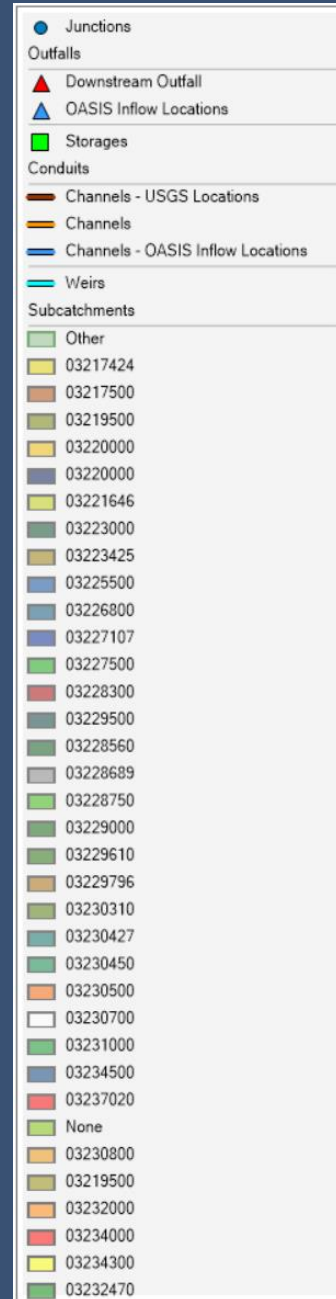 Junctions
Outfalls
Downstream Outfall
OASIS Inflow Locations
Storages
Conduits
Channels - USGS Locations
Channels
Channels - OASIS Inflow Locations
Weirs
Subcatchments
Other
03217424
03217500
03219500
03220000
03220000
03221646
03223000
03223425
03225500
03226800
03227107
03227500
03228300
03229500
03228560
03228689
03228750
03229000
03229610
03229796
03230310
03230427
03230450
03230500
03230700
03231000
03234500
03237020
None
03230800
03219500
03232000
03234000
03234300
03232470